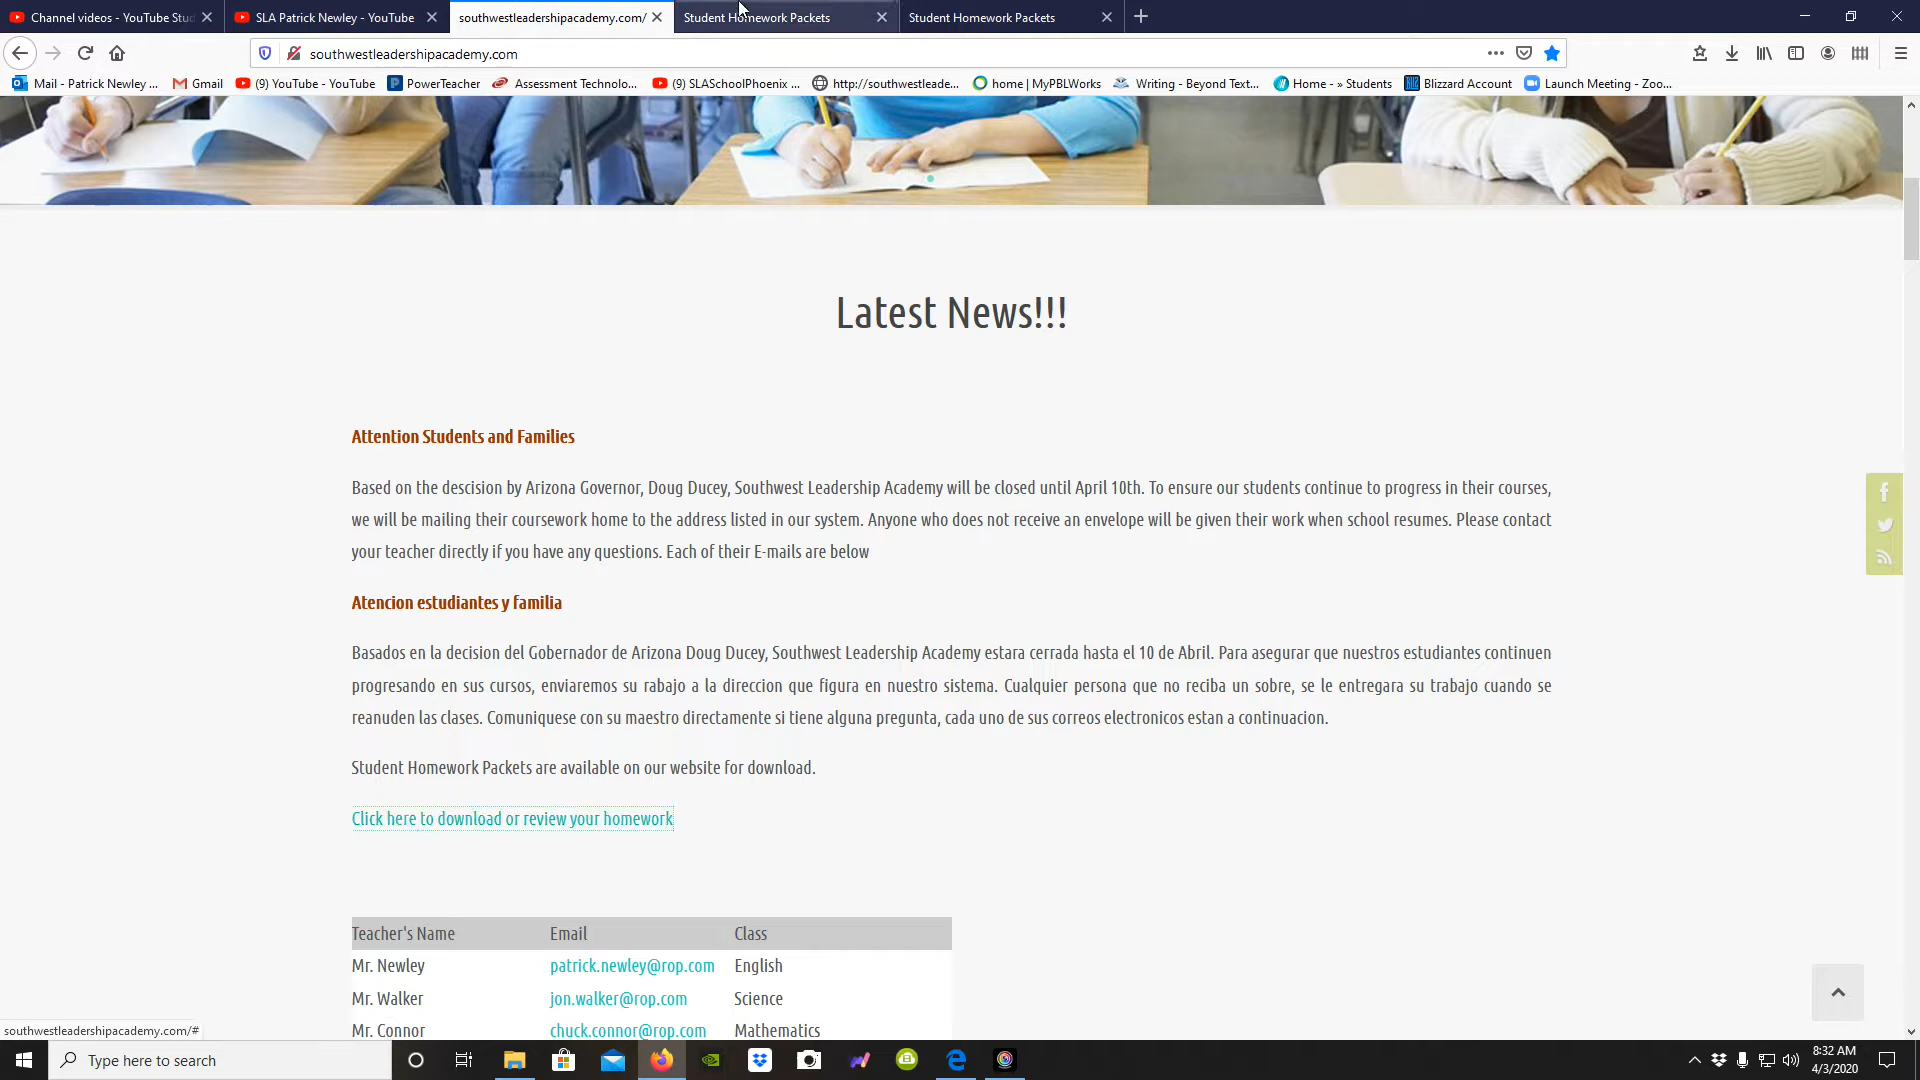 Channel videos - YouTube Stud
SLA Patrick Newley - YouTube
southwestleadershipacademy.com/
Student Homework Packets
Student Homework Packets
southwestleadershipacademy.com
Mail - Patrick Newley ...
Gmail
(9) YouTube - YouTube
PowerTeacher
Assessment Technolo...
(9) SLASchoolPhoenix ...
http://southwestleade...
home | MyPBLWorks
Writing - Beyond Text...
Home - » Students
Blizzard Account
Launch Meeting - Zoo...
Latest News!!!
Attention Students and Families
Based on the descision by Arizona Governor, Doug Ducey, Southwest Leadership Academy will be closed until April 10th. To ensure our students continue to progress in their courses,
we will be mailing their coursework home to the address listed in our system. Anyone who does not receive an envelope will be given their work when school resumes. Please contact
your teacher directly if you have any questions. Each of their E-mails are below
Atencion estudiantes y familia
Basados en la decision del Gobernador de Arizona Doug Ducey, Southwest Leadership Academy estara cerrada hasta el 10 de Abril. Para asegurar que nuestros estudiantes continuen
progresando en sus cursos, enviaremos su rabajo a la direccion que figura en nuestro sistema. Cualquier persona que no reciba un sobre, se le entregara su trabajo cuando se
reanuden las clases. Comuniquese con su maestro directamente si tiene alguna pregunta, cada uno de sus correos electronicos estan a continuacion.
Student Homework Packets are available on our website for download.
Click here to download or review your homework
Teacher's Name Email Class
Mr. Newley patrick.newley@rop.com English
Mr. Walker jon.walker@rop.com Science
Mr. Connor chuck.connor@rop.com Mathematics
southwestleadershipacademy.com/#
Type here to search
8:32 AM
4/3/2020